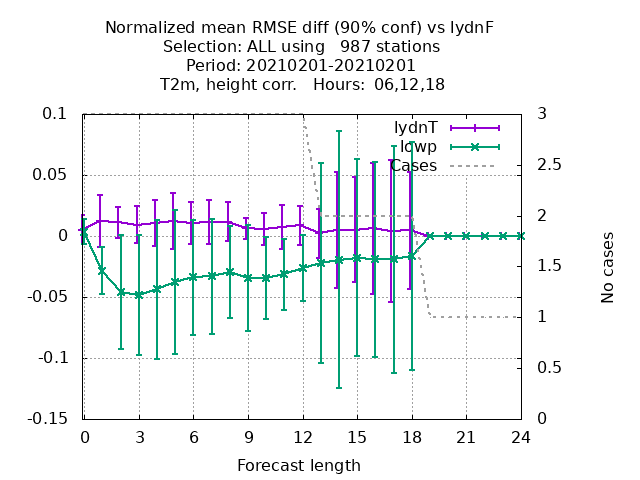 Normalized mean RMSE diff (90% conf) vs lydnF
Selection: ALL using   987 stations
Period: 20210201-20210201
T2m, height corr.   Hours: 06,12,18
lydnT
lowp
Cases
0.1
0.05
0
-0.05
-0.1
-0.15
3
2.5
2
1.5
1
0.5
0
No cases
0 3 6 9 12 15 18 21 24
Forecast length